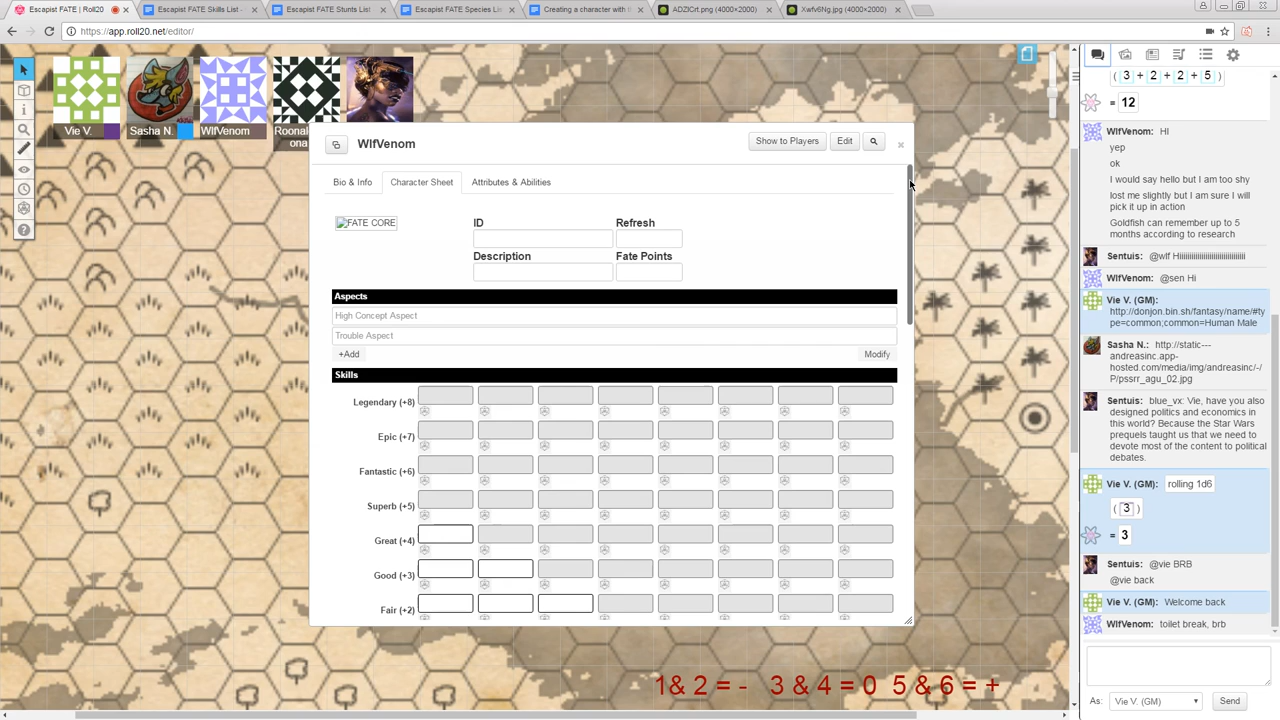 Escapist FATE | Roll20
Escapist FATE Skills List -
Escapist FATE Stunts List
Escapist FATE Species Lis
Creating a character with
ADZlCrt.png (4000×2000)
Xwfv6Ng.jpg (4000×2000)
https://app.roll20.net/editor/
Vie V.
Sasha N.
WlfVenom
Roona
ona
WlfVenom
Show to Players
Edit
Bio & Info
Character Sheet
Attributes & Abilities
FATE CORE
ID
Refresh
Description
Fate Points
Aspects
High Concept Aspect
Trouble Aspect
+Add
Modify
Skills
Legendary (+8)
Epic (+7)
Fantastic (+6)
Superb (+5)
Great (+4)
Good (+3)
Fair (+2)
1& 2 = - 3 & 4 = 0 5 & 6 = +
( 3 + 2 + 2 + 5 )
= 12
WlfVenom: HI
yep
ok
I would say hello but I am too shy
lost me slightly but I am sure I will
pick it up in action
Goldfish can remember up to 5
months according to research
Sentuis: @wlf Hiiiiiiiiiiiiiiiiiiiiiiiiiiiii
WlfVenom: @sen Hi
Vie V. (GM):
http://donjon.bin.sh/fantasy/name/#ty
pe=common;common=Human Male
Sasha N.: http://static---
andreasinc.app-
hosted.com/media/img/andreasinc/-/
P/pssrr_agu_02.jpg
Sentuis: blue_vx: Vie, have you also
designed politics and economics in
this world? Because the Star Wars
prequels taught us that we need to
devote most of the content to political
debates.
Vie V. (GM): rolling 1d6
( 3 )
= 3
Sentuis: @vie BRB
@vie back
Vie V. (GM): Welcome back
WlfVenom: toilet break, brb
As:
Vie V. (GM)
Send